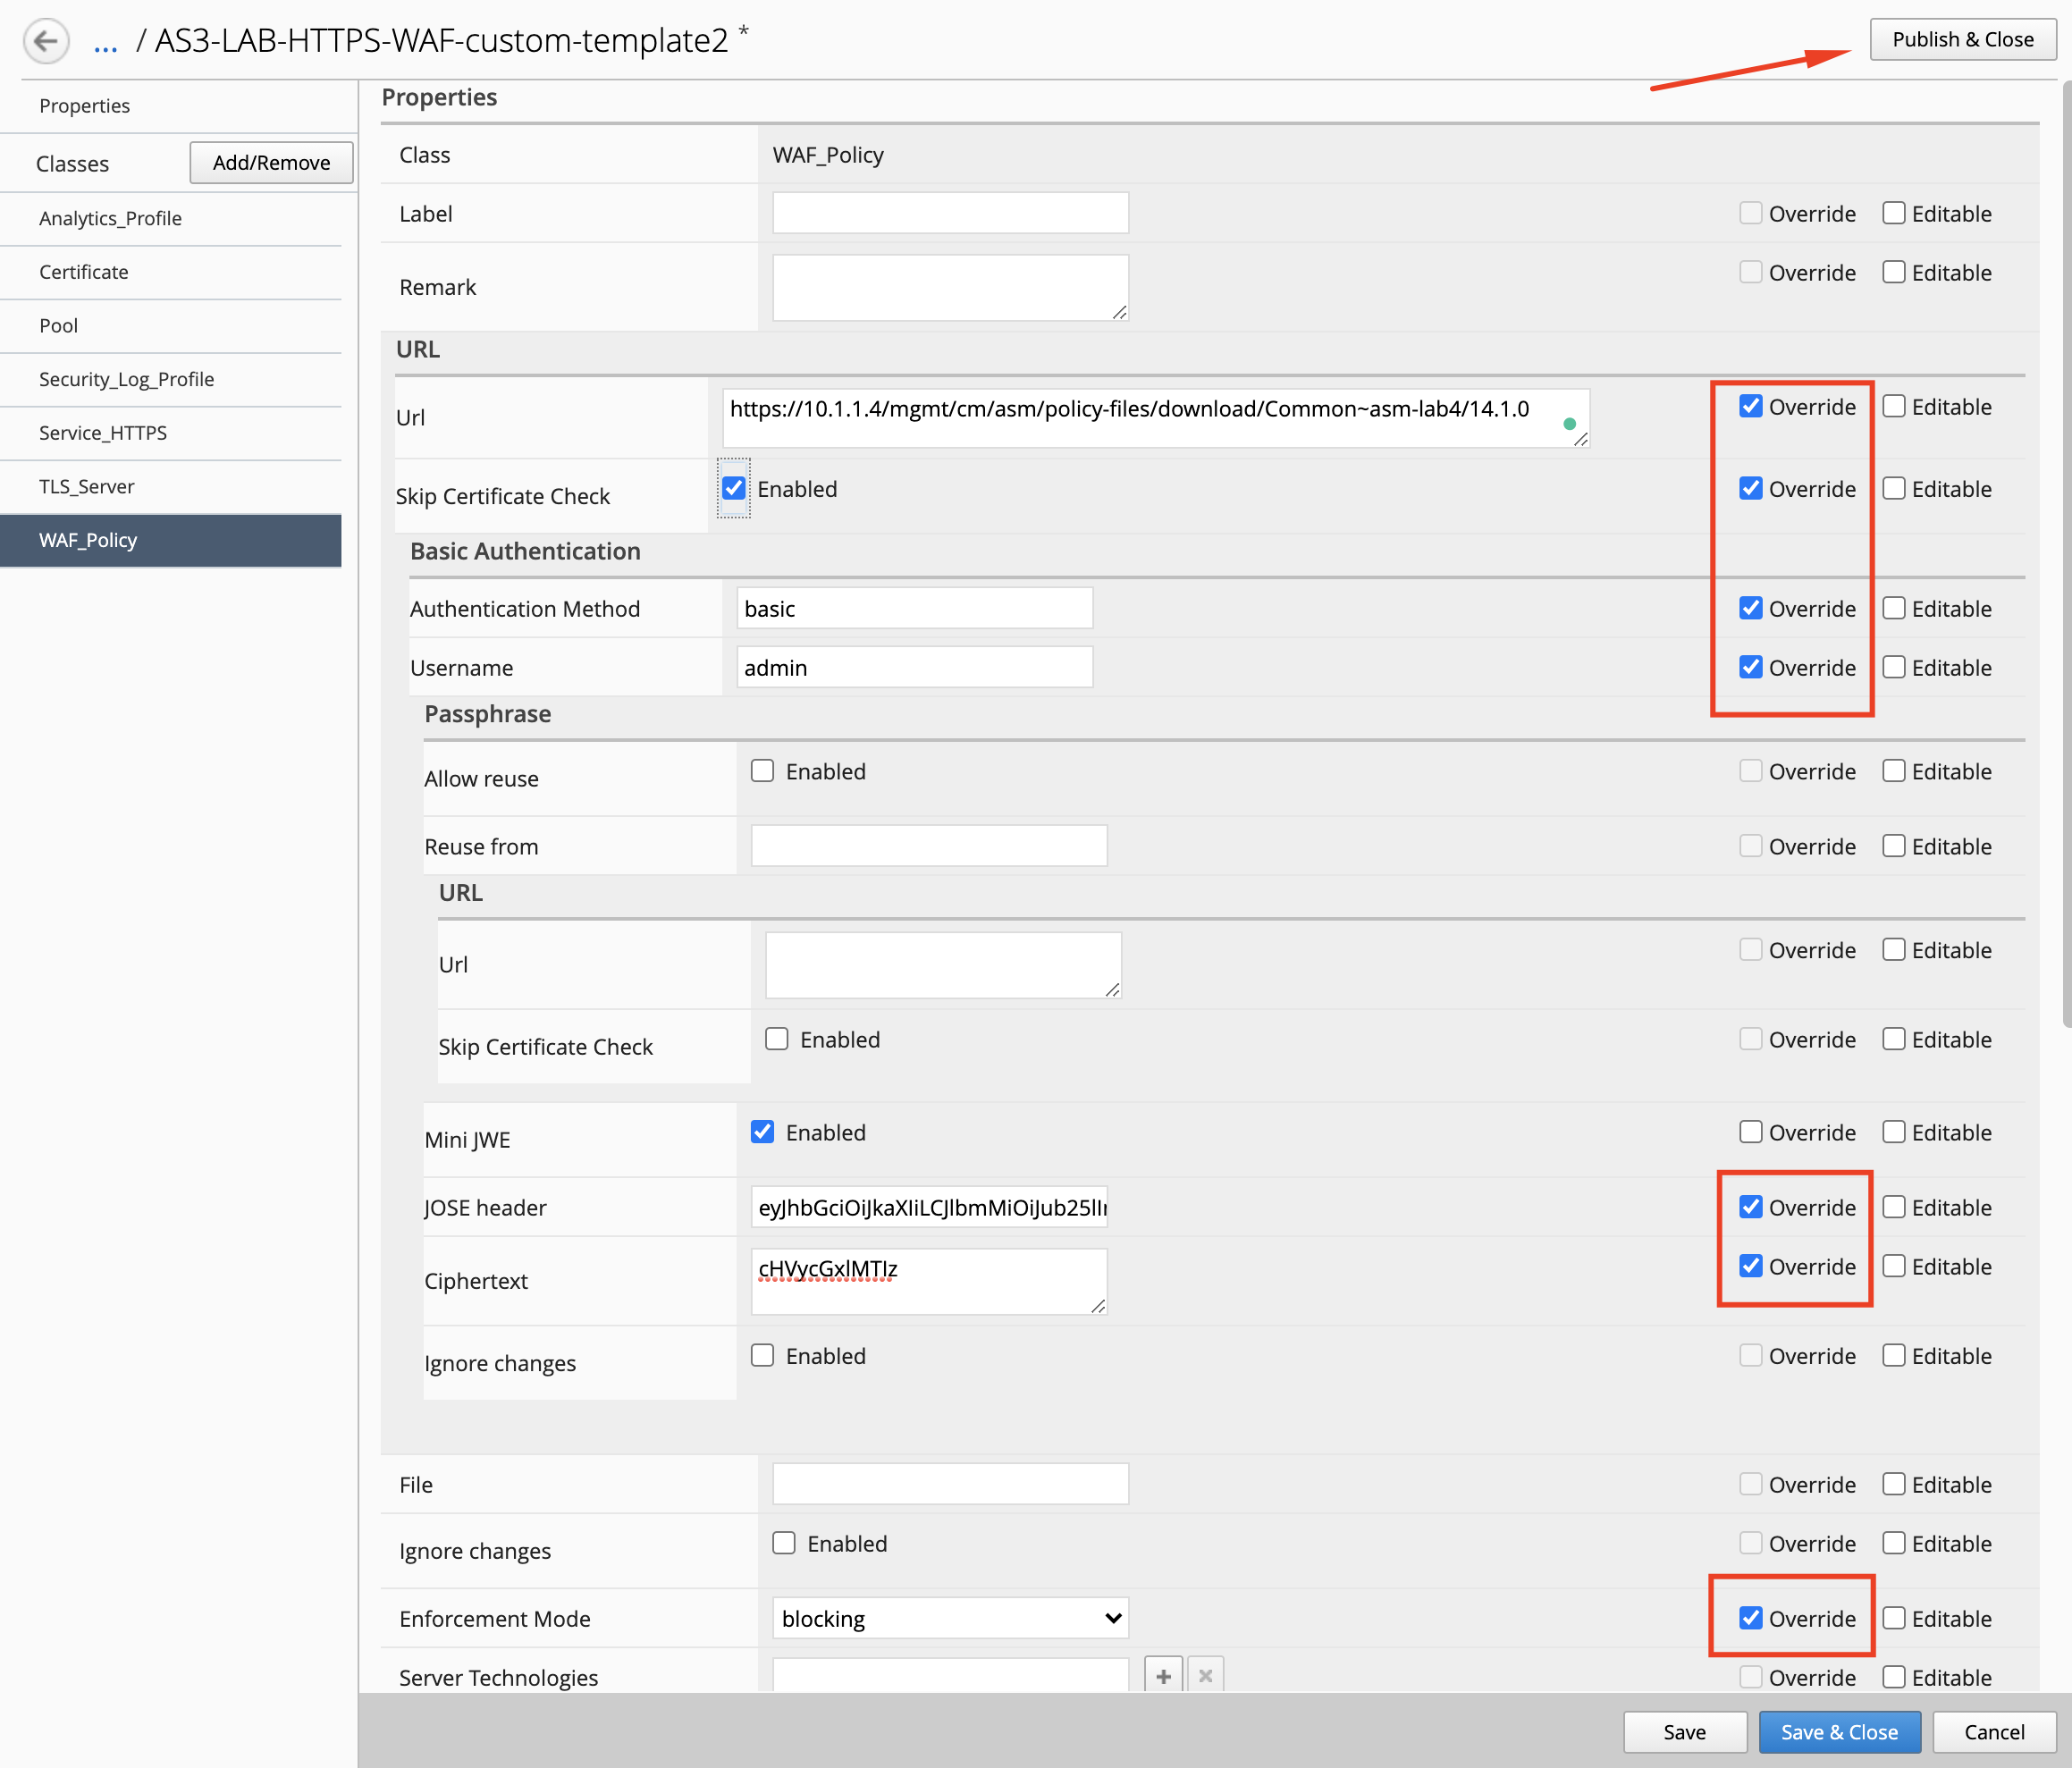 ... / AS3-LAB-HTTPS-WAF-custom-template2 *
Publish & Close
Properties
Classes
Add/Remove
Analytics_Profile
Certificate
Pool
Security_Log_Profile
Service_HTTPS
TLS_Server
WAF_Policy
Properties
Class WAF_Policy
Label Override Editable
Remark Override Editable
URL
Url https://10.1.1.4/mgmt/cm/asm/policy-files/download/Common~asm-lab4/14.1.0 Override Editable
Skip Certificate Check Enabled Override Editable
Basic Authentication
Authentication Method basic Override Editable
Username admin Override Editable
Passphrase
Allow reuse Enabled Override Editable
Reuse from Override Editable
URL
Url Override Editable
Skip Certificate Check Enabled Override Editable
Mini JWE Enabled Override Editable
JOSE header Override Editable
Ciphertext cHVycGxlMTIz Override Editable
Ignore changes Enabled Override Editable
File Override Editable
Ignore changes Enabled Override Editable
Enforcement Mode blocking Override Editable
Server Technologies + × Override Editable
Save
Save & Close
Cancel